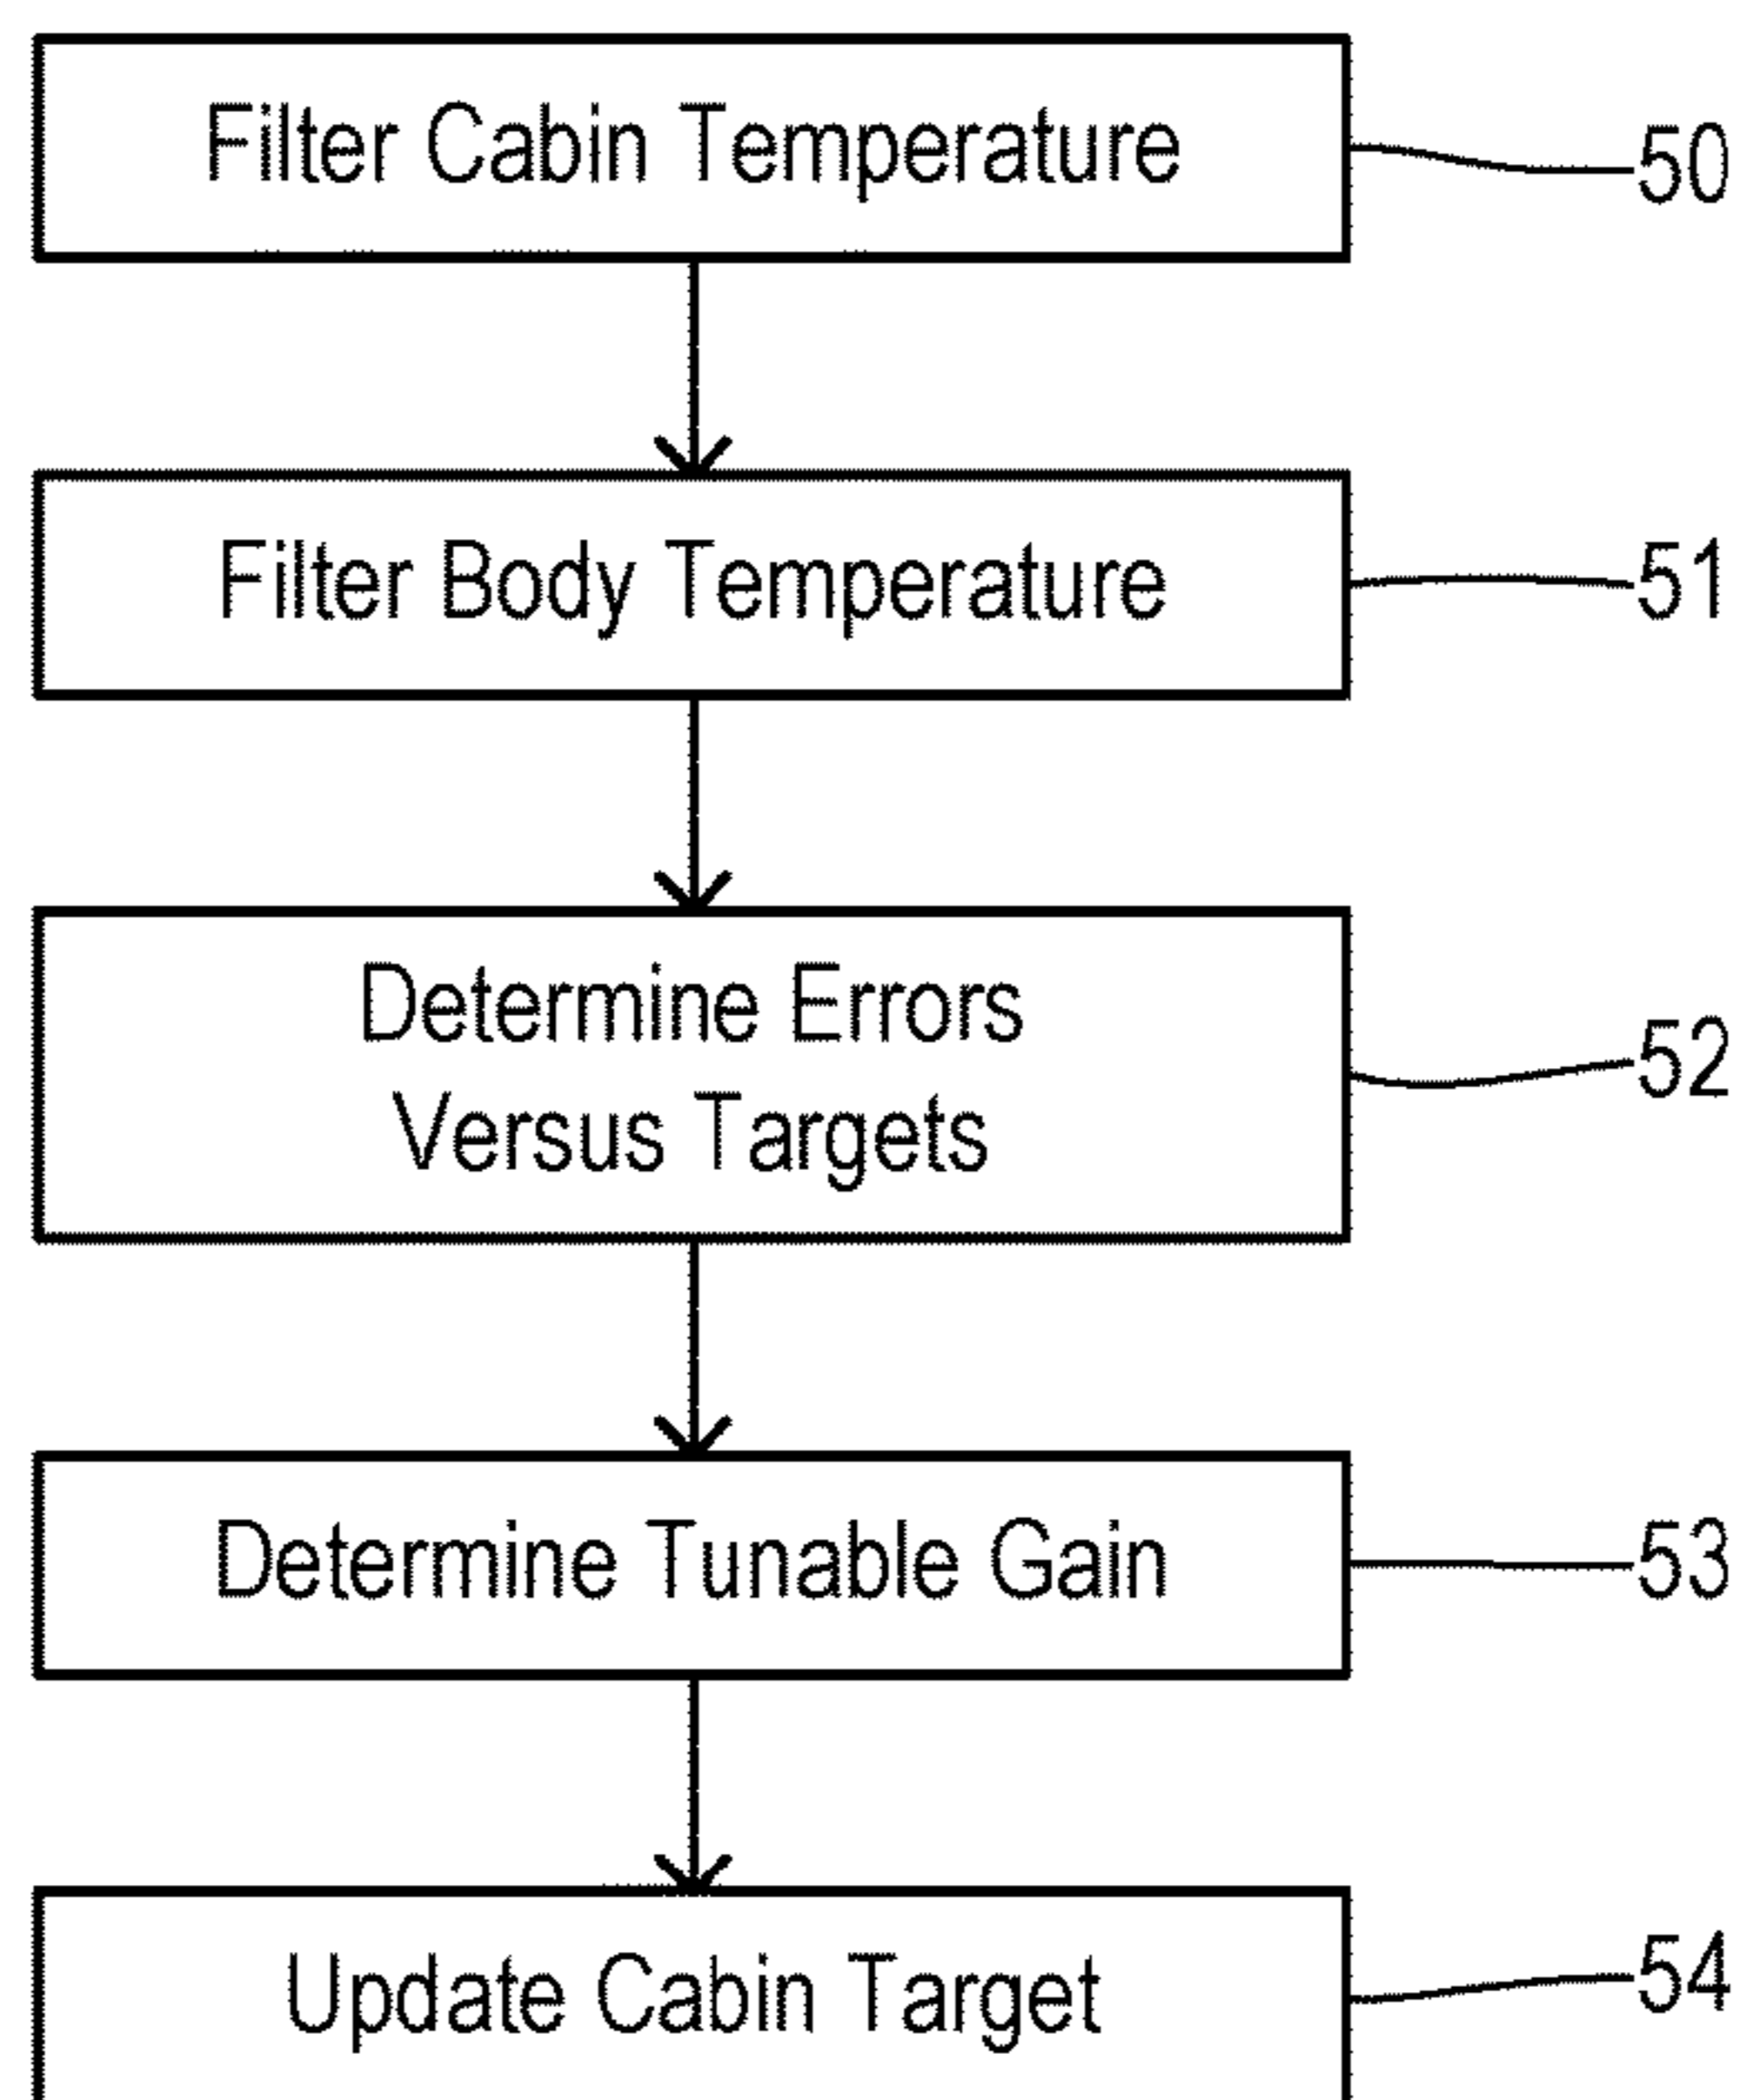 Filter Cabin Temperature
50
Filter Body Temperature
51
Determine Errors
Versus Targets
52
Determine Tunable Gain
53
Update Cabin Target
54